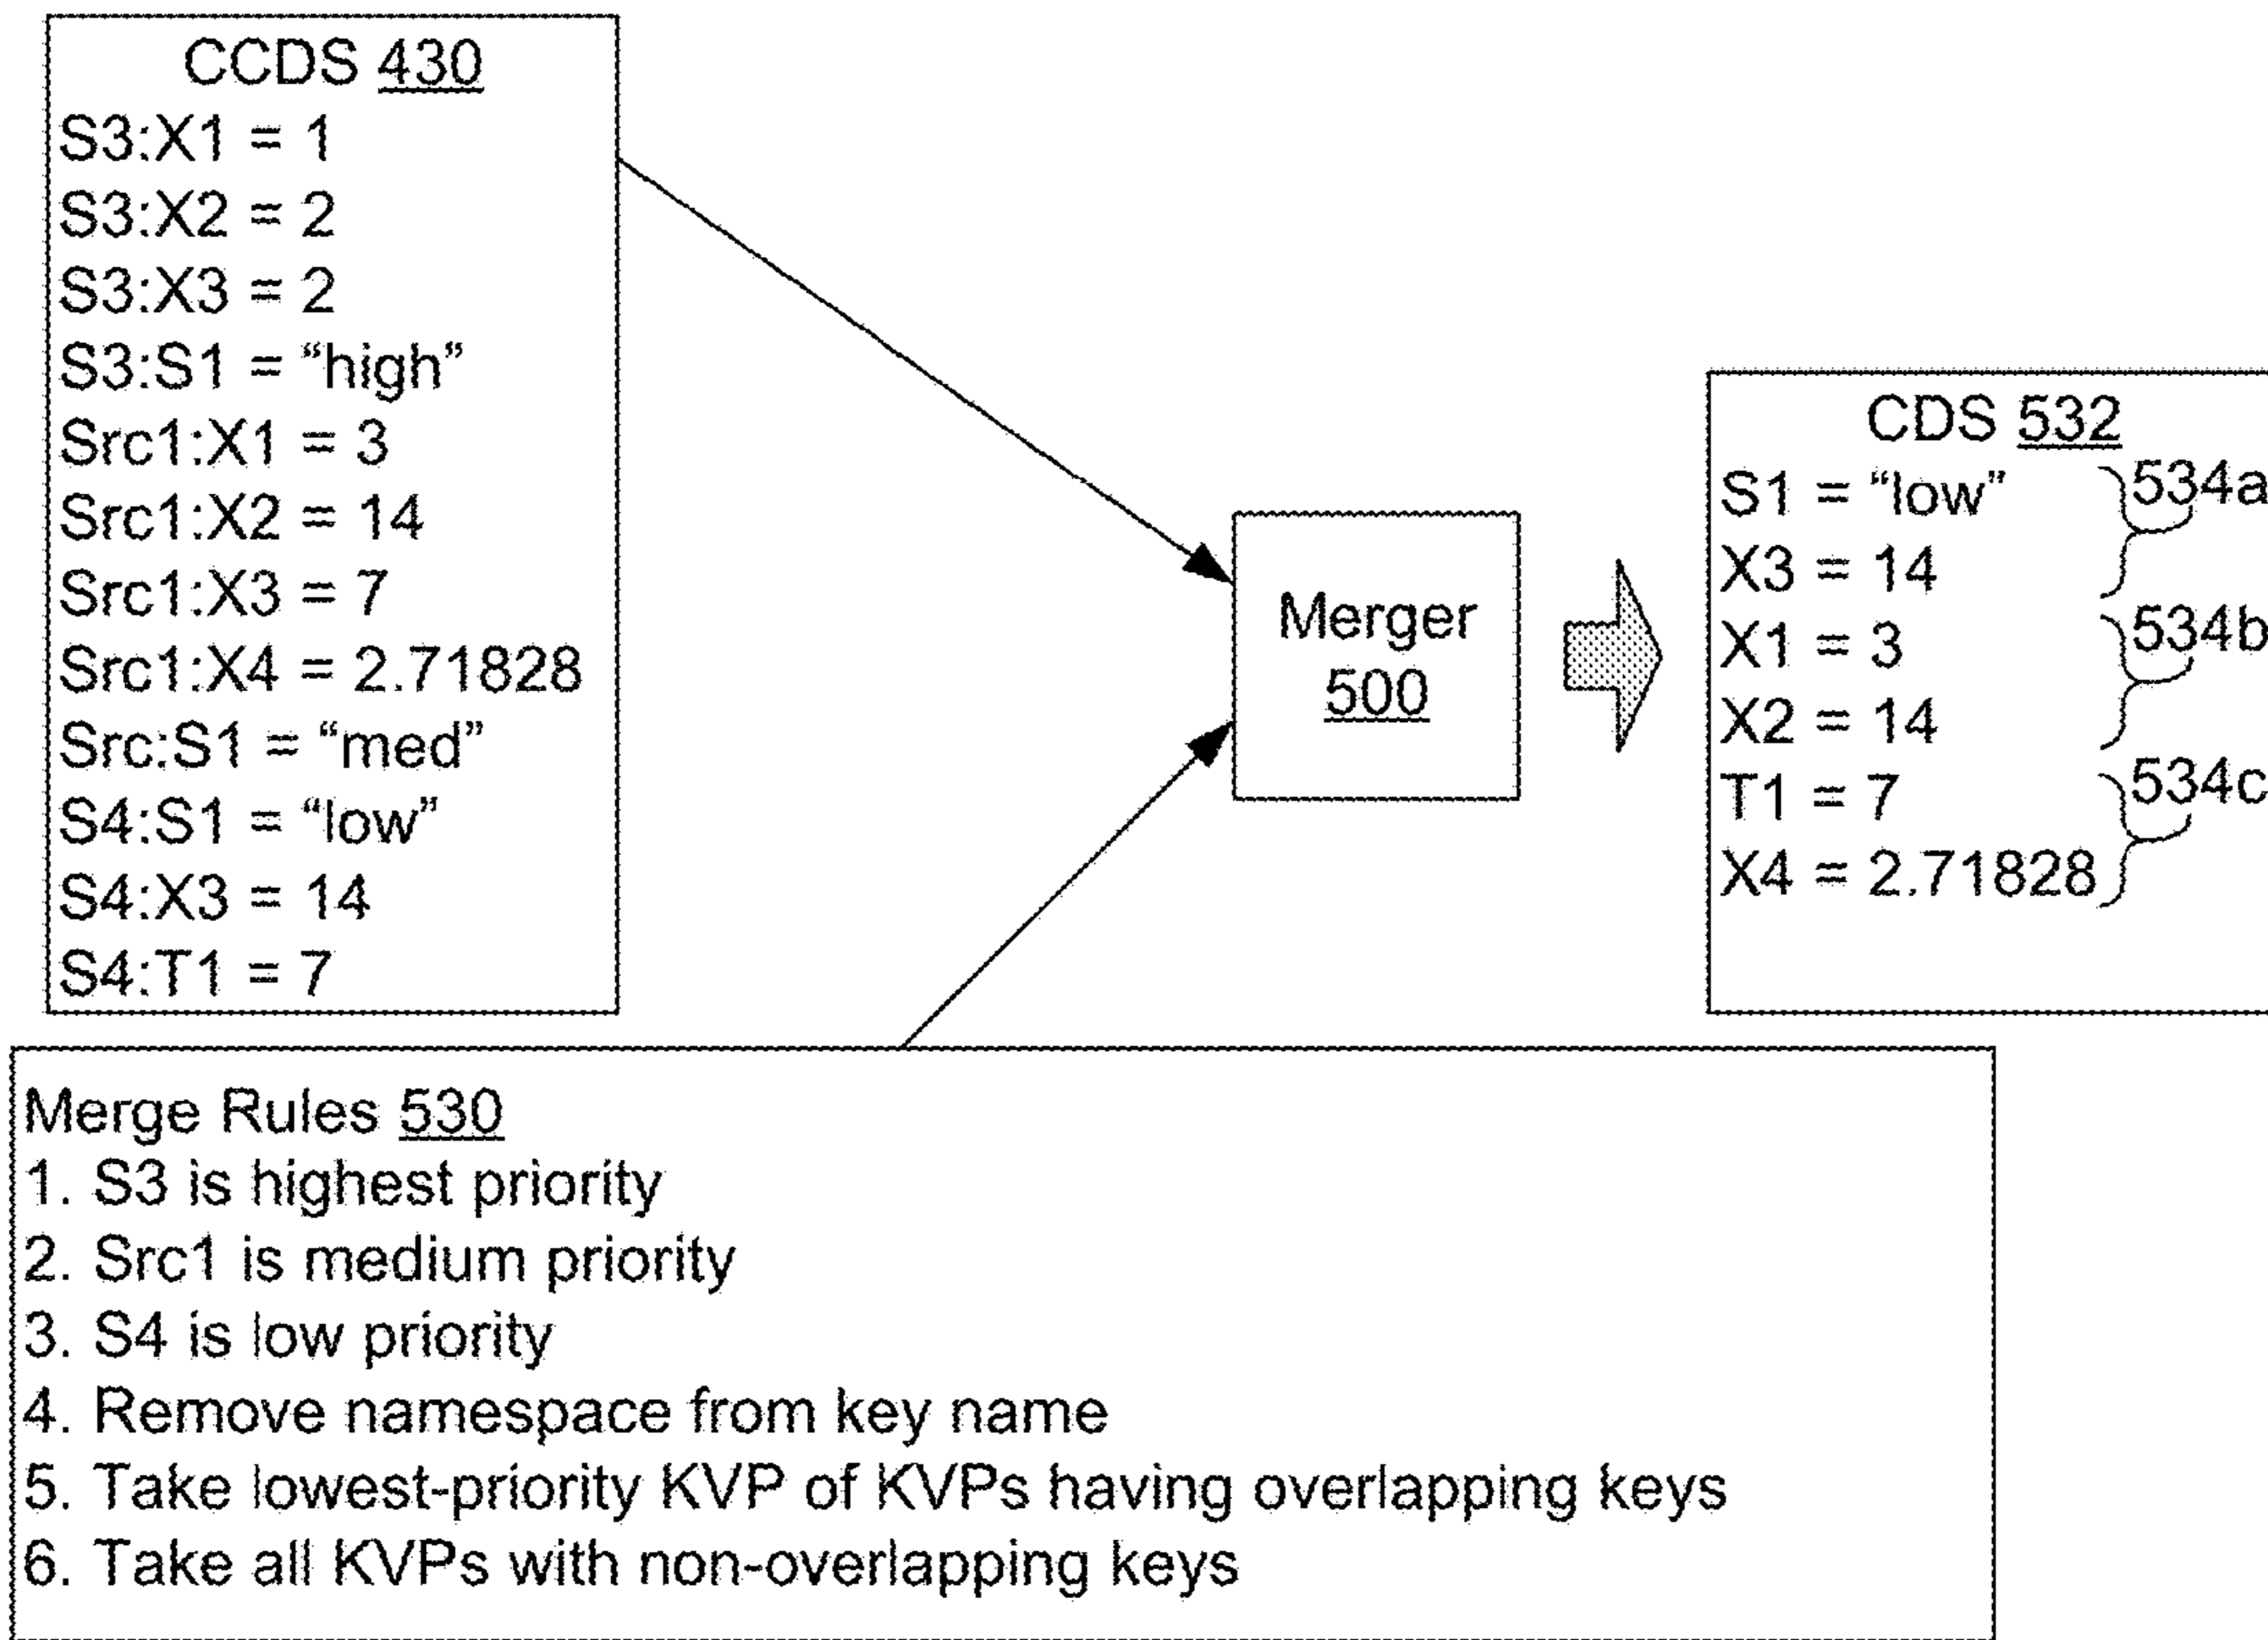 CCDS 430
S3:X1 = 1
S3:X2 = 2
S3:X3 = 2
S3:S1 = “high”
Src1:X1 = 3
Src1:X2 = 14
Src1:X3 = 7
Src1:X4 = 2.71828
Src:S1 = “med”
S4:S1 = “low”
S4:X3 = 14
S4:T1 = 7
Merger
500
CDS 532
S1 = “low” 534a
X3 = 14
X1 = 3 534b
X2 = 14
T1 = 7 534c
X4 = 2.71828
Merge Rules 530
1. S3 is highest priority
2. Src1 is medium priority
3. S4 is low priority
4. Remove namespace from key name
5. Take lowest-priority KVP of KVPs having overlapping keys
6. Take all KVPs with non-overlapping keys